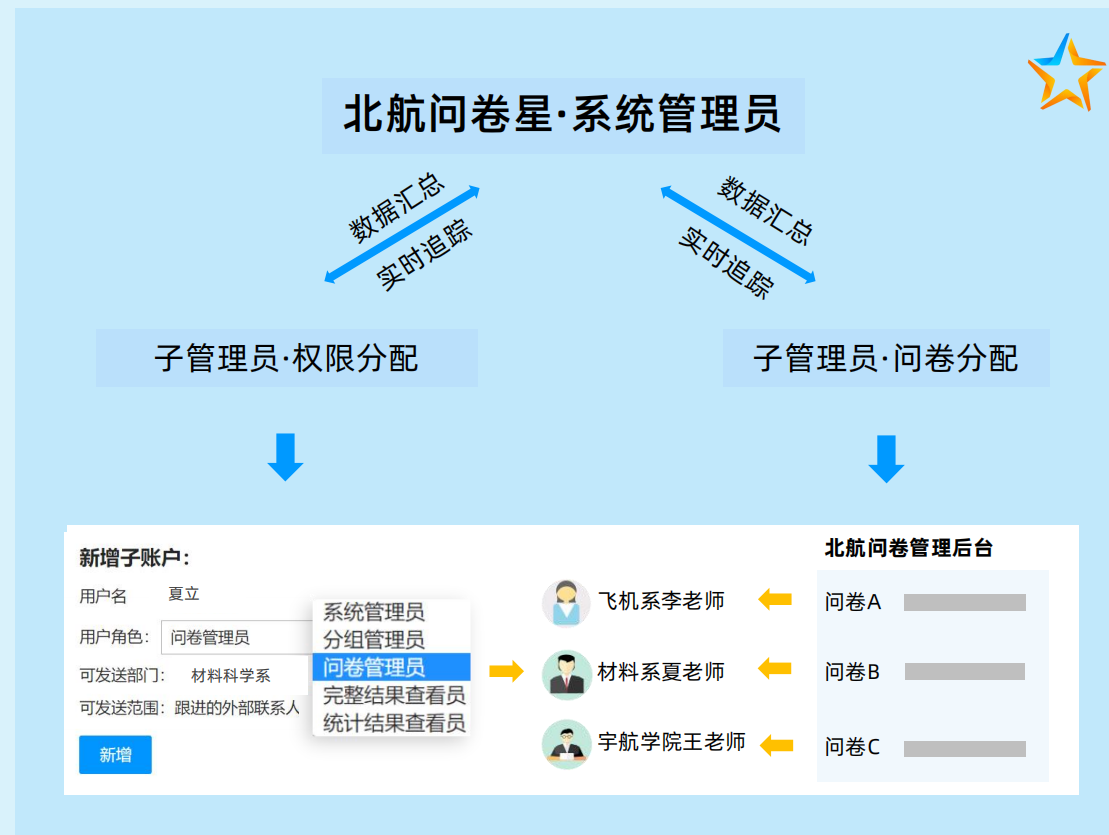 北航问卷星·系统管理员
数据汇总
实时追踪
数据汇总
实时追踪
子管理员·权限分配
子管理员·问卷分配
新增子账户：
用户名 夏立
用户角色： 问卷管理员
可发送部门： 材料科学系
可发送范围：跟进的外部联系人
新增
系统管理员
分组管理员
问卷管理员
完整结果查看员
统计结果查看员
飞机系李老师
材料系夏老师
宇航学院王老师
北航问卷管理后台
问卷A
问卷B
问卷C